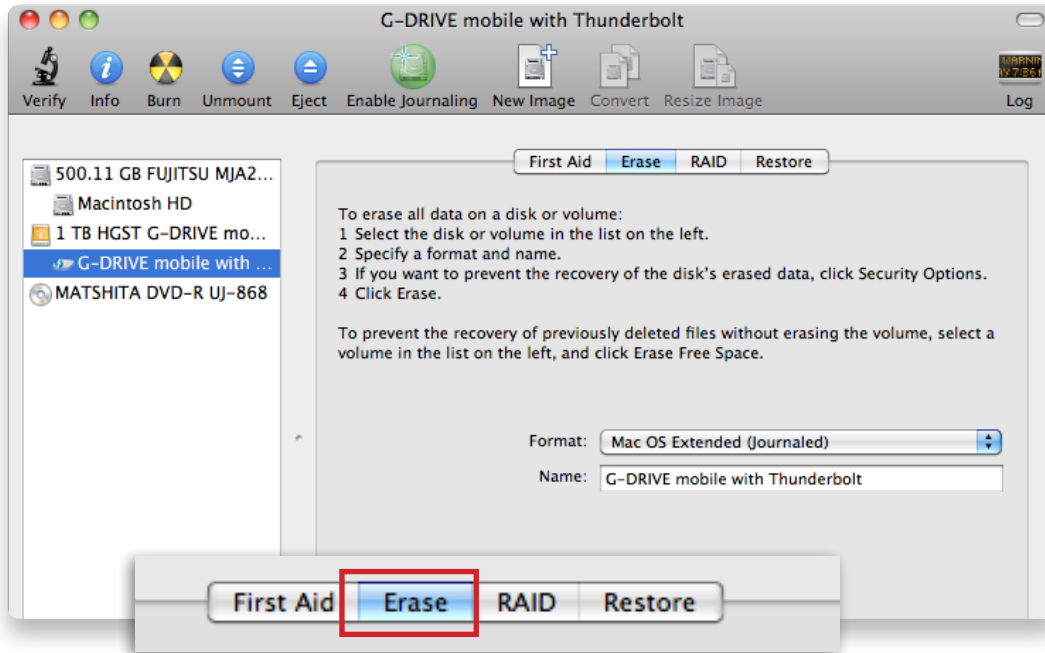 G-DRIVE mobile with Thunderbolt
Verify Info Burn Unmount Eject Enable Journaling New Image Convert Resize Image Log
WARNIN
AY 7:36
500.11 GB FUJITSU MJA2...
Macintosh HD
1 TB HGST G-DRIVE mo...
G-DRIVE mobile with ...
MATSHITA DVD-R UJ-868
First Aid Erase RAID Restore
To erase all data on a disk or volume:
1 Select the disk or volume in the list on the left.
2 Specify a format and name.
3 If you want to prevent the recovery of the disk's erased data, click Security Options.
4 Click Erase.
To prevent the recovery of previously deleted files without erasing the volume, select a
volume in the list on the left, and click Erase Free Space.
Format: Mac OS Extended (Journaled)
Name: G-DRIVE mobile with Thunderbolt
First Aid Erase RAID Restore